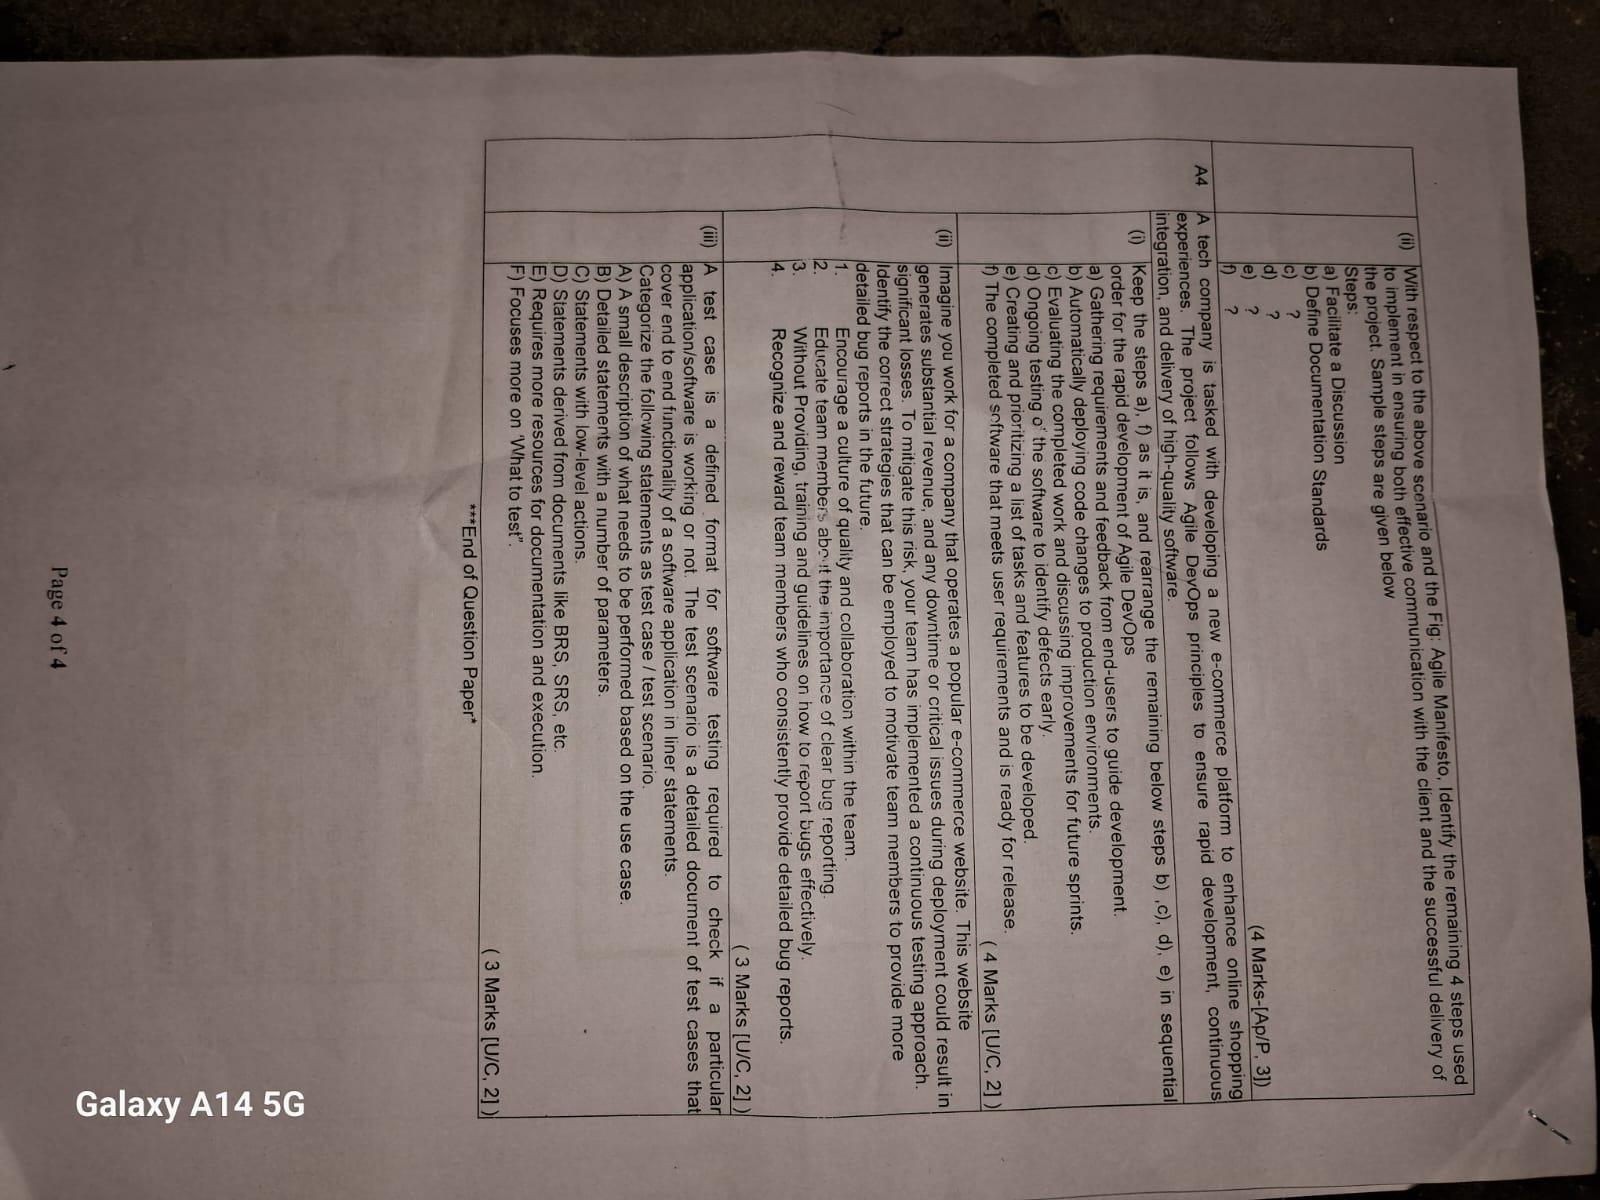 (ii) With respect to the above scenario and the Fig: Agile Manifesto, Identify the remaining 4 steps used
to implement in ensuring both effective communication with the client and the successful delivery of
the project. Sample steps are given below
Steps:
a) Facilitate a Discussion
b) Define Documentation Standards
c) ?
d) ?
e) ?
f) ?
(4 Marks-[Ap/P, 3])
A4 A tech company is tasked with developing a new e-commerce platform to enhance online shopping
experiences. The project follows Agile DevOps principles to ensure rapid development, continuous
integration, and delivery of high-quality software.
(i) Keep the steps a), f) as it is, and rearrange the remaining below steps b) ,c), d), e) in sequential
order for the rapid development of Agile DevOps
a) Gathering requirements and feedback from end-users to guide development.
b) Automatically deploying code changes to production environments.
c) Evaluating the completed work and discussing improvements for future sprints.
d) Ongoing testing of the software to identify defects early.
e) Creating and prioritizing a list of tasks and features to be developed.
f) The completed software that meets user requirements and is ready for release.
( 4 Marks [U/C, 2] )
(ii) Imagine you work for a company that operates a popular e-commerce website. This website
generates substantial revenue, and any downtime or critical issues during deployment could result in
significant losses. To mitigate this risk, your team has implemented a continuous testing approach.
Identify the correct strategies that can be employed to motivate team members to provide more
detailed bug reports in the future.
1. Encourage a culture of quality and collaboration within the team.
2. Educate team members about the importance of clear bug reporting.
3. Without Providing, training and guidelines on how to report bugs effectively.
4. Recognize and reward team members who consistently provide detailed bug reports.
( 3 Marks [U/C, 2] )
(iii) A test case is a defined format for software testing required to check if a particular
application/software is working or not. The test scenario is a detailed document of test cases that
cover end to end functionality of a software application in liner statements.
Categorize the following statements as test case / test scenario.
A) A small description of what needs to be performed based on the use case.
B) Detailed statements with a number of parameters.
C) Statements with low-level actions.
D) Statements derived from documents like BRS, SRS, etc.
E) Requires more resources for documentation and execution.
F) Focuses more on 'What to test".
( 3 Marks [U/C, 2] )
***End of Question Paper*
Page 4 of 4
Galaxy A14 5G